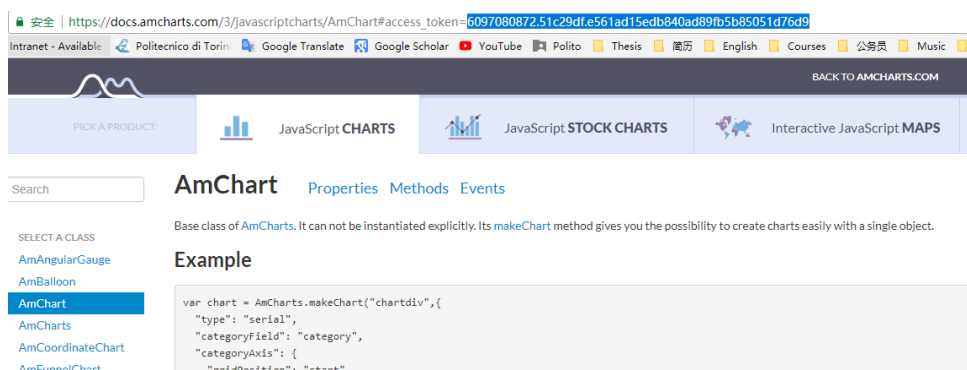 安全 | https://docs.amcharts.com/3/javascriptcharts/AmChart#access_token=6097080872.51c29df.e561ad15edb840ad89fb5b85051d76d9
Intranet - Available Politecnico di Torin Google Translate Google Scholar YouTube Polito Thesis 简历 English Courses 公务员 Music
BACK TO AMCHARTS.COM
PICK A PRODUCT: JavaScript CHARTS JavaScript STOCK CHARTS Interactive JavaScript MAPS
Search
AmChart Properties Methods Events
Base class of AmCharts. It can not be instantiated explicitly. Its makeChart method gives you the possibility to create charts easily with a single object.
SELECT A CLASS
AmAngularGauge
AmBalloon
AmChart
AmCharts
AmCoordinateChart
AmFunnelChart
Example
var chart = AmCharts.makeChart("chartdiv",{
"type": "serial",
"categoryField": "category",
"categoryAxis": {
"gridPosition": "start"